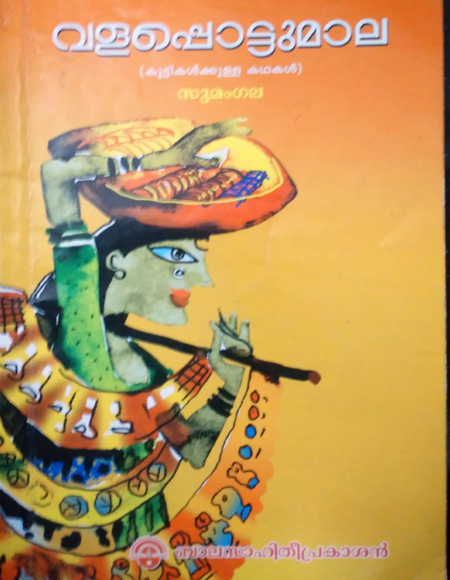 വളപ്പൊട്ടുമാല
(കുട്ടികൾക്കുള്ള കഥകൾ)
സുമംഗല
ബാലസാഹിതീപ്രകാശൻ